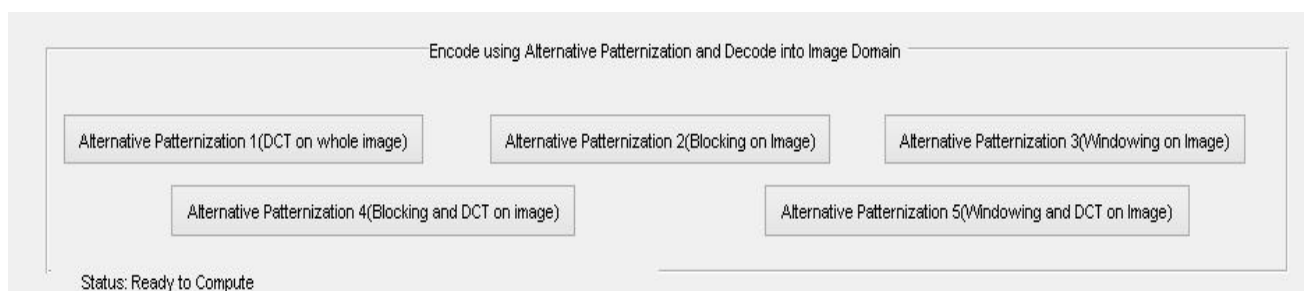 Encode using Alternative Patternization and Decode into Image Domain
Alternative Patternization 1(DCT on whole image)
Alternative Patternization 2(Blocking on Image)
Alternative Patternization 3(Windowing on Image)
Alternative Patternization 4(Blocking and DCT on image)
Alternative Patternization 5(Windowing and DCT on Image)
Status: Ready to Compute